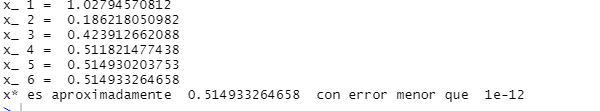 x_ 1 = 1.02794570812
x_ 2 = 0.186218050982
x_ 3 = 0.423912662088
x_ 4 = 0.511821477438
x_ 5 = 0.514930203753
x_ 6 = 0.514933264658
x* es aproximadamente 0.514933264658 con error menor que 1e-12
>